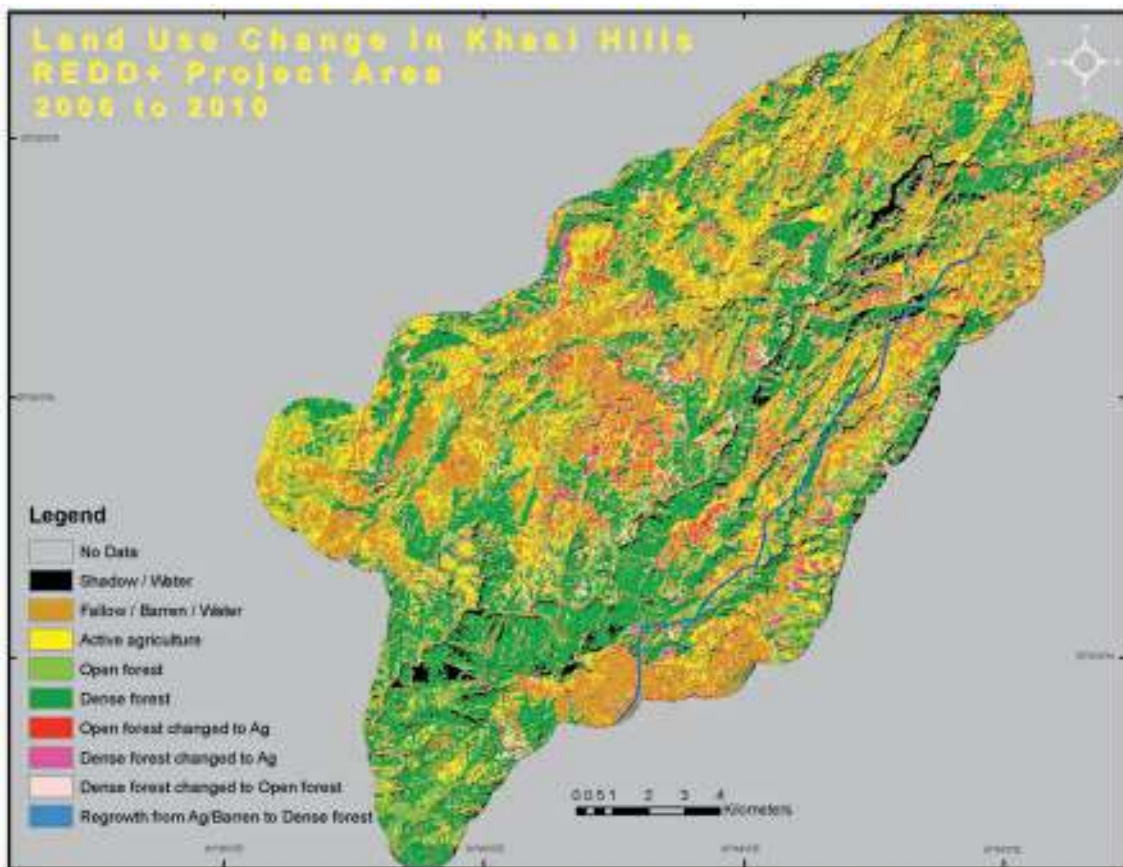 Land Use Change in Khasi Hills
REDD+ Project Area
2006 to 2010
Legend
No Data
Shadow / Water
Fallow / Barren / Water
Active agriculture
Open forest
Dense forest
Open forest changed to Ag
Dense forest changed to Ag
Dense forest changed to Open forest
Regrowth from Ag/Barren to Dense forest
0 0.5 1 2 3 4
Kilometers